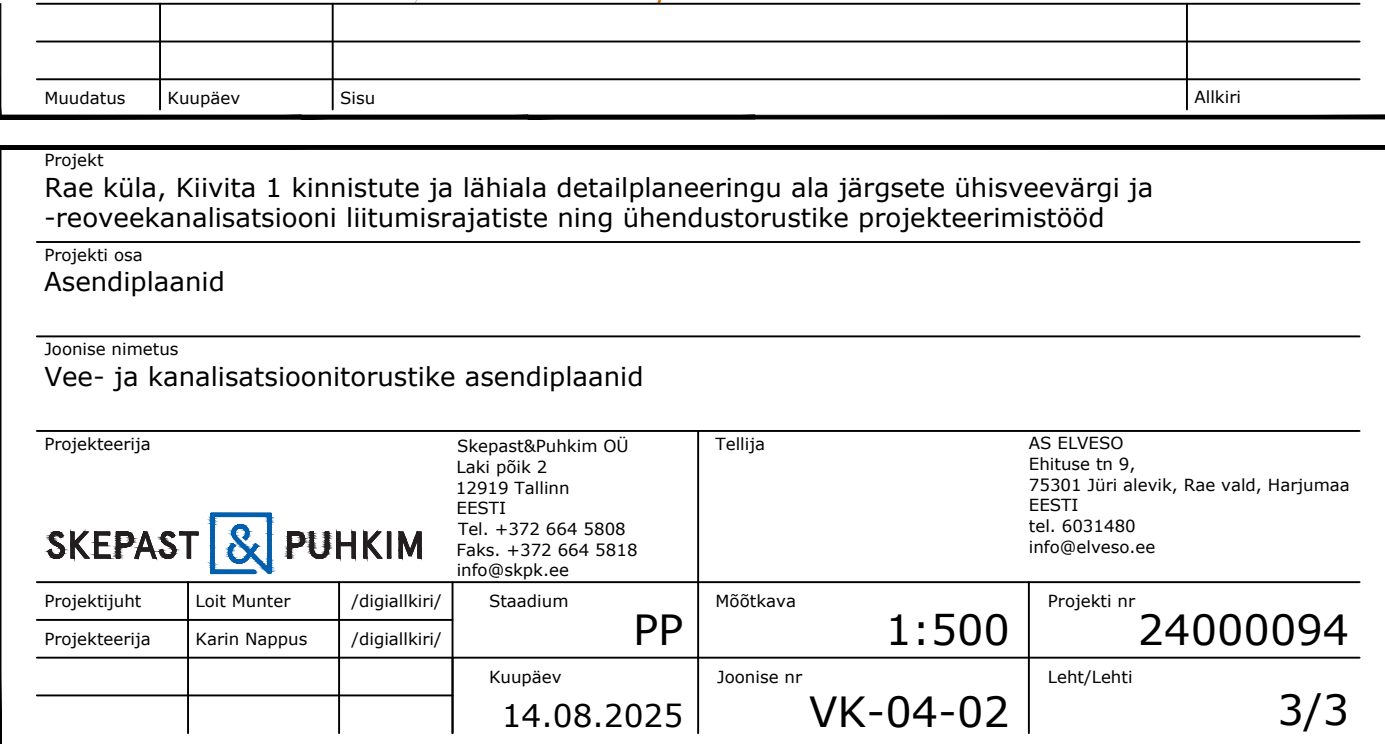 Muudatus Kuupäev Sisu Allkiri
Projekt
Rae küla, Kiivita 1 kinnistute ja lähiala detailplaneeringu ala järgsete ühisveevärgi ja
-reoveekanalisatsiooni liitumisrajatiste ning ühendustorustike projekteerimistööd
Projekti osa
Asendiplaanid
Joonise nimetus
Vee- ja kanalisatsioonitorustike asendiplaanid
Projekteerija
SKEPAST & PUHKIM
Skepast&Puhkim OÜ
Laki põik 2
12919 Tallinn
EESTI
Tel. +372 664 5808
Faks. +372 664 5818
info@skpk.ee
Tellija
AS ELVESO
Ehituse tn 9,
75301 Jüri alevik, Rae vald, Harjumaa
EESTI
tel. 6031480
info@elveso.ee
Projektijuht Loit Munter /digiallkiri/
Projekteerija Karin Nappus /digiallkiri/
Staadium
PP
Mõõtkava
1:500
Projekti nr
24000094
Kuupäev
14.08.2025
Joonise nr
VK-04-02
Leht/Lehti
3/3